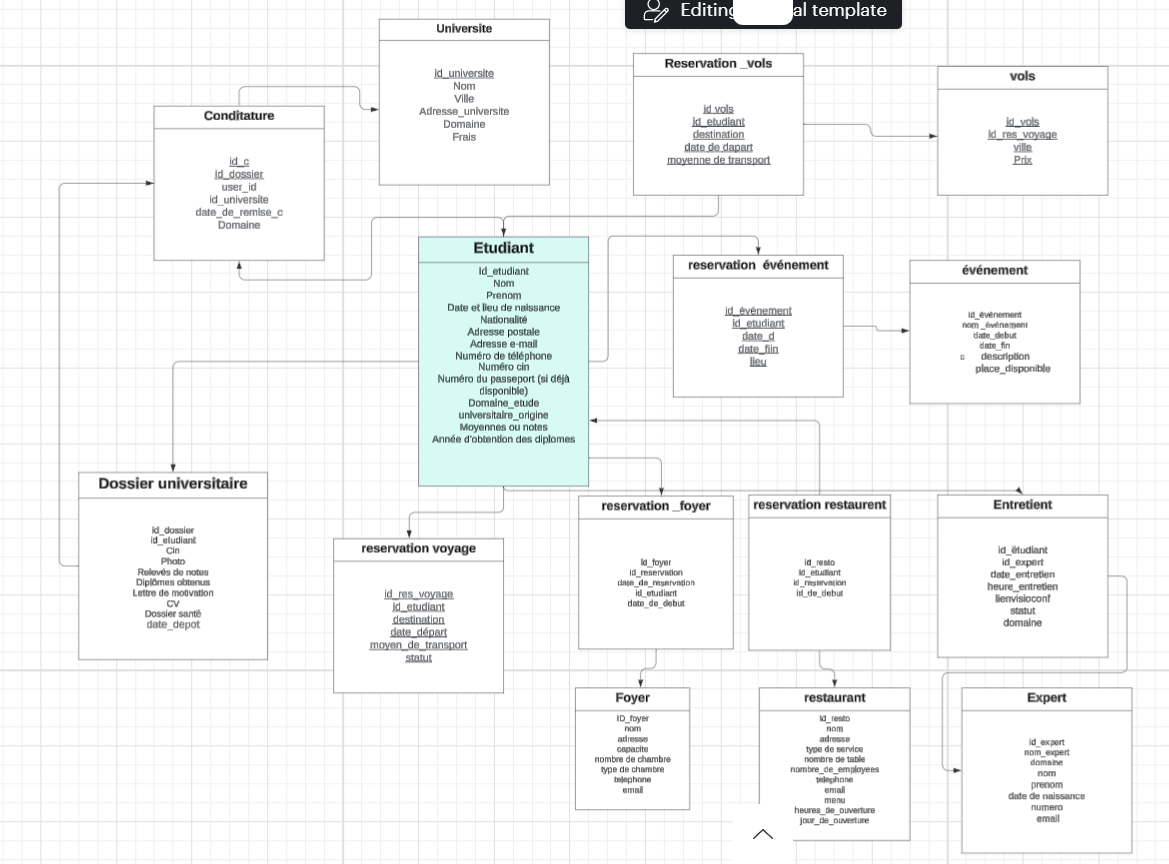 Editing
al template
Universite
id_universite
Nom
Ville
Adresse_universite
Domaine
Frais
Reservation _vols
id vols
id_etudiant
destination
date de dapart
moyenne de transport
vols
id_vols
id_res_voyage
ville
Prix
Conditature
id_c
id_dossier
user_id
id_universite
date_de_remise_c
Domaine
Etudiant
Id_etudiant
Nom
Prenom
Date et lieu de naissance
Nationalité
Adresse postale
Adresse e-mail
Numéro de téléphone
Numéro cin
Numéro du passeport (si déjà
disponible)
Domaine_etude
universitaire_origine
Moyennes ou notes
Année d'obtention des diplomes
reservation événement
id_événement
id_etudiant
date_d
date_fiin
lieu
événement
id_événement
nom _événement
date_debut
date_fin
c description
place_disponible
Dossier universitaire
id_dossier
id_etudiant
Cin
Photo
Relevés de notes
Diplômes obtenus
Lettre de motivation
CV
Dossier santé
date_depot
reservation voyage
id_res_voyage
id_etudiant
destination
date_départ
moyen_de_transport
statut
reservation _foyer
id_foyer
id_reservation
date_de_reservation
id_etudiant
date_de_debut
reservation restaurent
id_resto
id_etudiant
id_reservation
id_de_debut
Entretient
id_étudiant
id_expert
date_entretien
heure_entretien
lienvisioconf
statut
domaine
Foyer
ID_foyer
nom
adresse
capacite
nombre de chambre
type de chambre
telephone
email
restaurant
id_resto
nom
adresse
type de service
nombre de table
nombre_de_employees
telephone
email
menu
heures_de_ouverture
jour_de_ouverture
Expert
id_expert
nom_expert
domaine
nom
prenom
date de naissance
numero
email